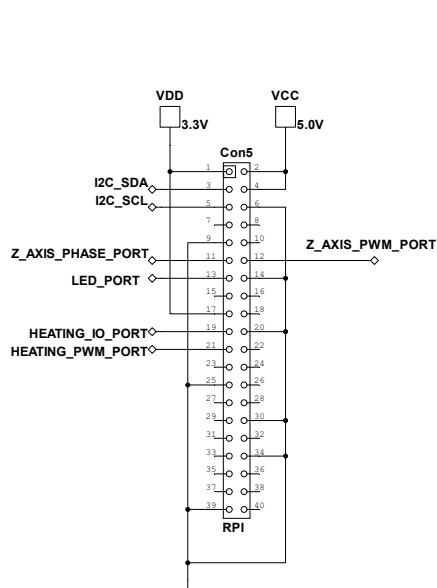 VDD VCC
3.3V 5.0V
Con5
1 2
I2C_SDA 3 4
I2C_SCL 5 6
7 8
9 10
Z_AXIS_PHASE_PORT 11 12 Z_AXIS_PWM_PORT
LED_PORT 13 14
15 16
17 18
HEATING_IO_PORT 19 20
HEATING_PWM_PORT 21 22
23 24
25 26
27 28
29 30
31 32
33 34
35 36
37 38
39 40
RPI